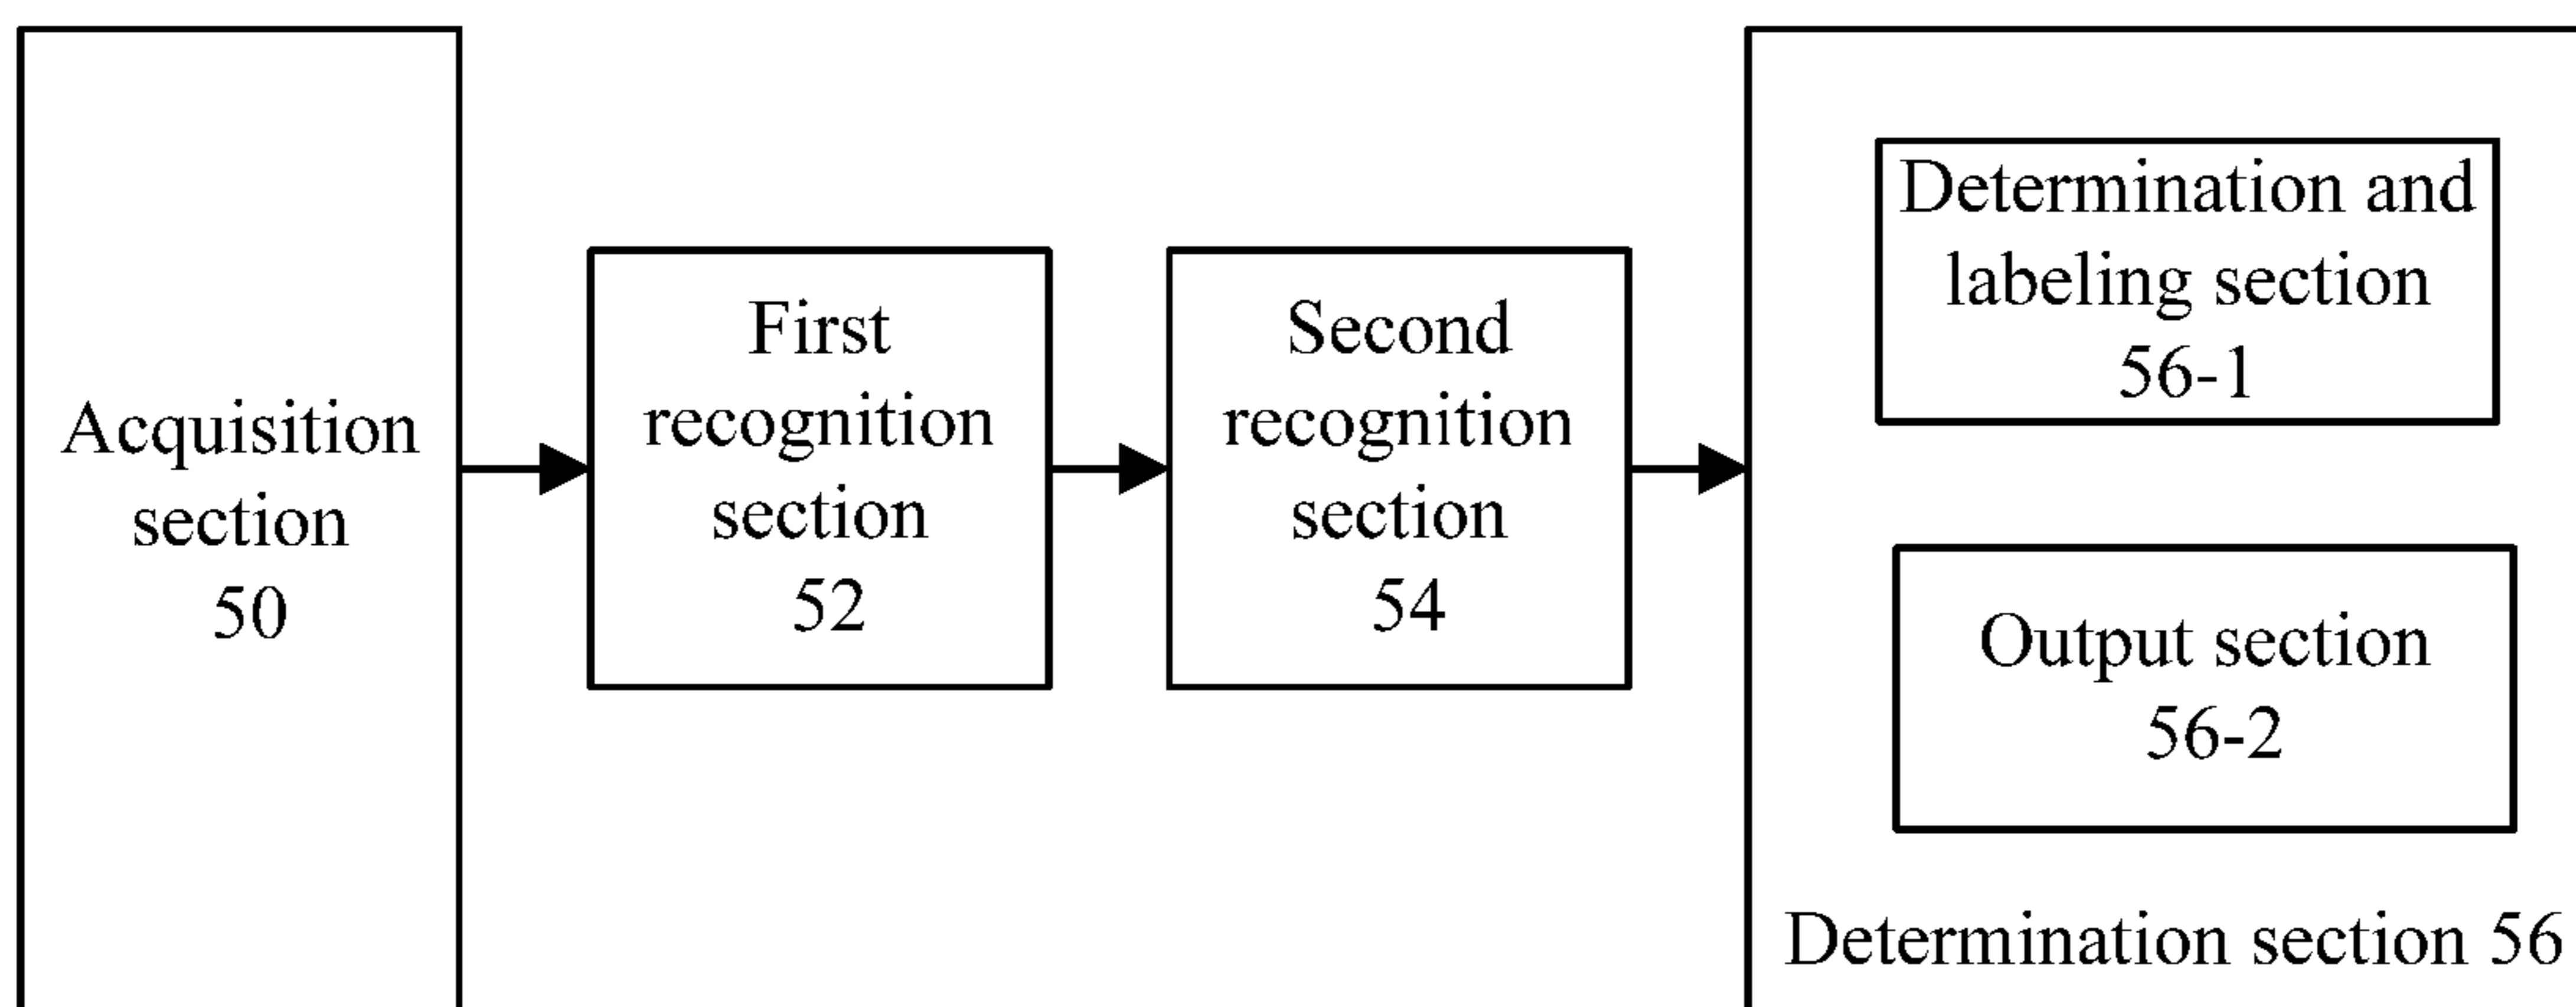 Acquisition
section
50
First
recognition
section
52
Second
recognition
section
54
Determination and
labeling section
56-1
Output section
56-2
Determination section 56